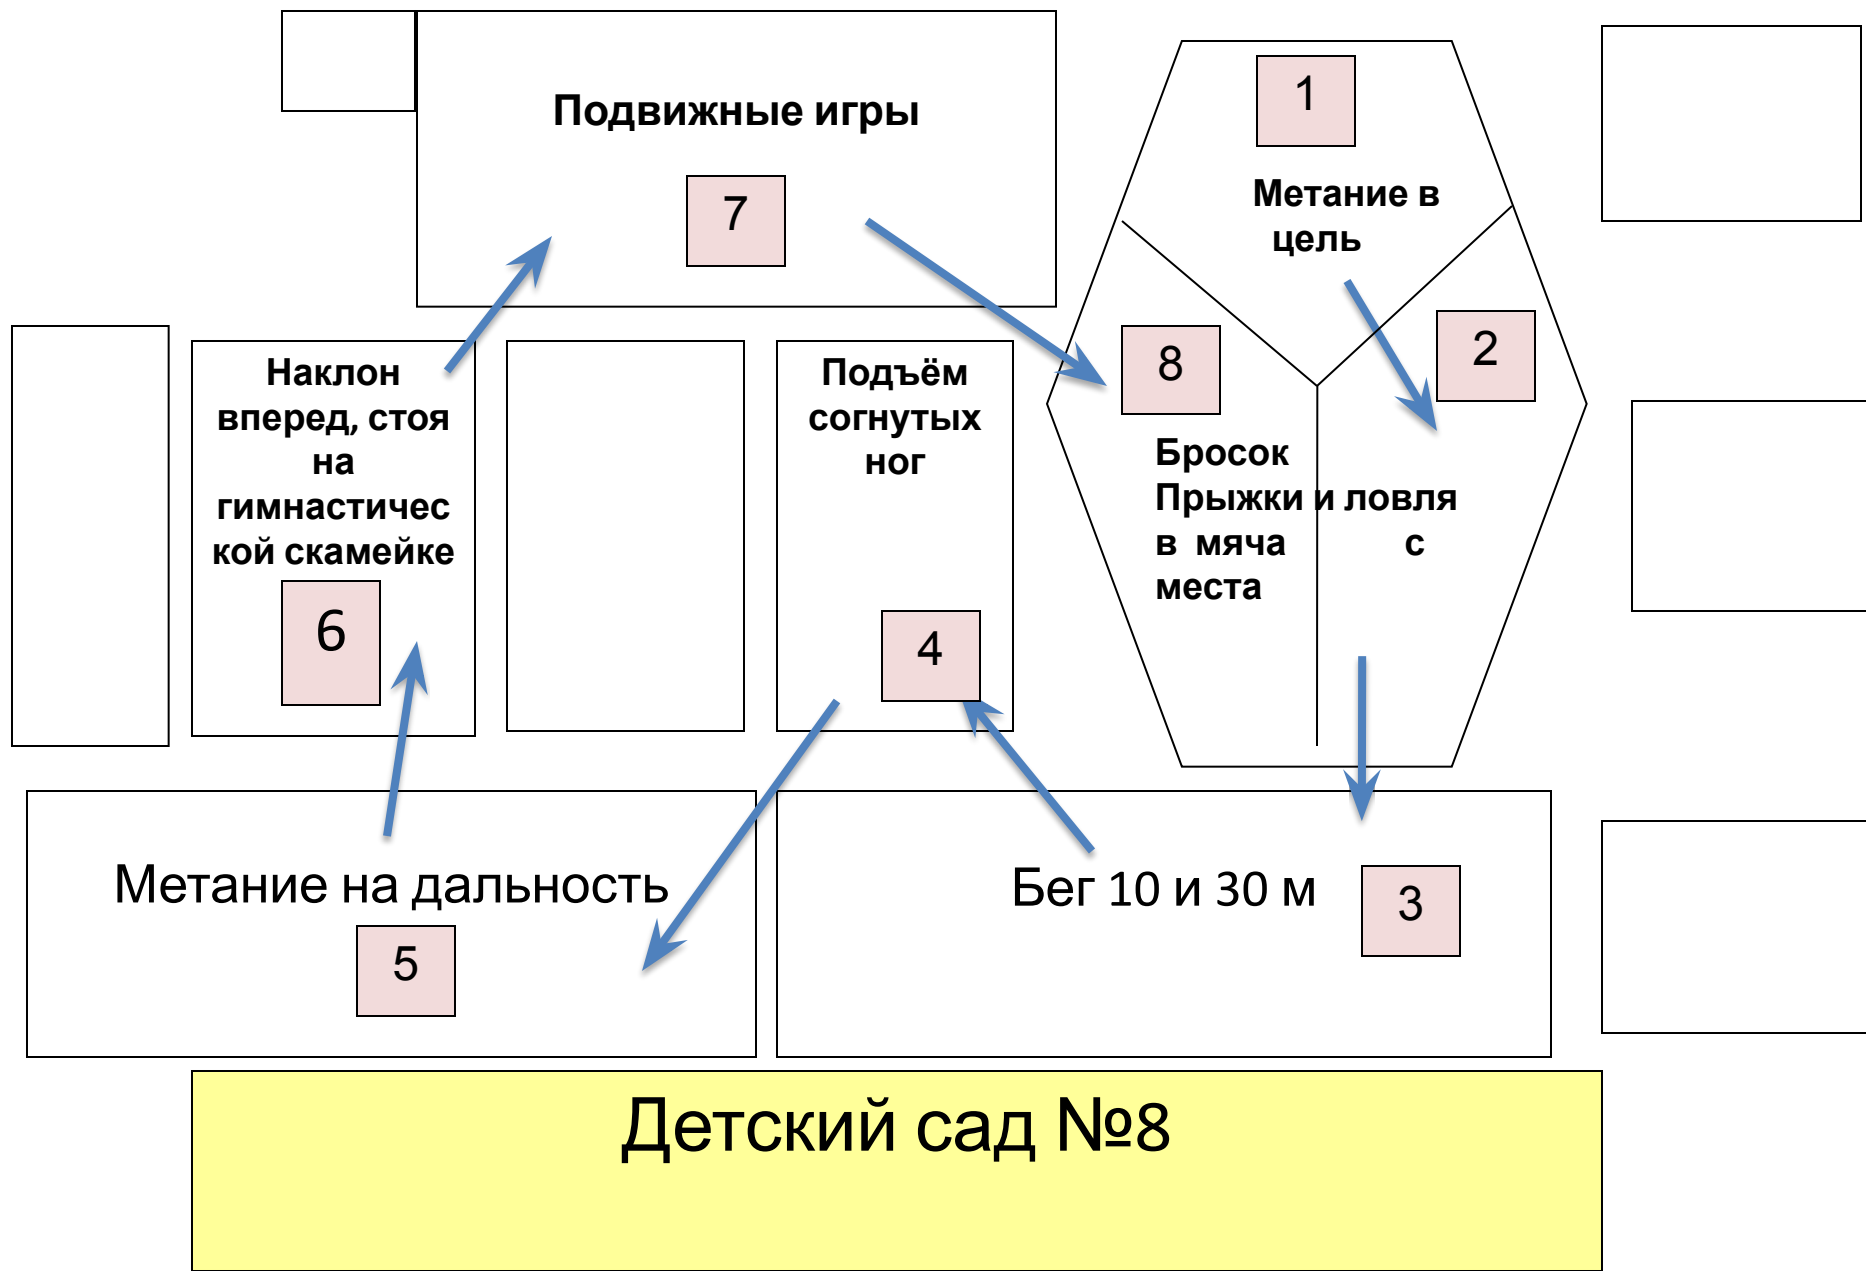 Подвижные игры
7
1
Метание в
цель
2
8
Наклон
вперед, стоя
на
гимнастичес
кой скамейке
6
Подъём
согнутых
ног
4
Бросок
Прыжки и ловля
в мяча с
места
Метание на дальность
5
Бег 10 и 30 м
3
Детский сад №8